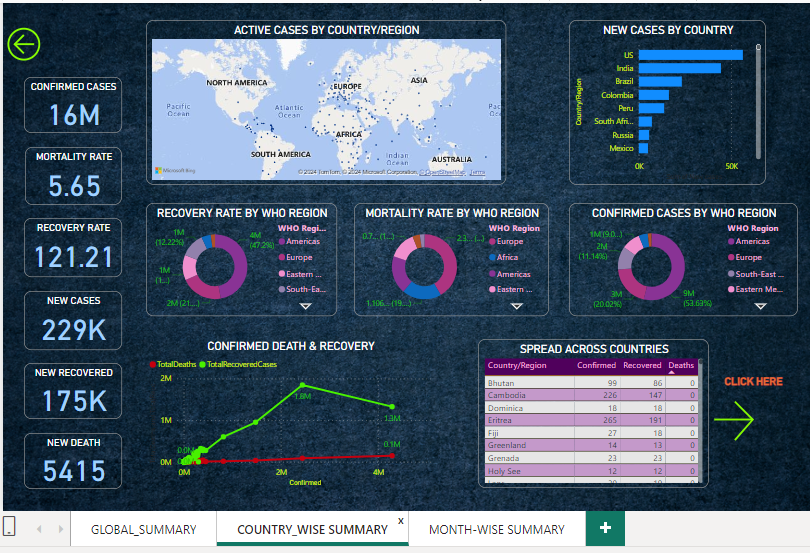 ACTIVE CASES BY COUNTRY/REGION
NORTH AMERICA
EUROPE
ASIA
Pacific
Ocean
Atlantic
Ocean
Pac
Oc
AFRICA
SOUTH AMERICA
Indian
Ocean
AUSTRALIA
Microsoft Bing
© 2024 TomTom, © 2024 Microsoft Corporation, © OpenStreetMap Terms
NEW CASES BY COUNTRY
Country/Region
US
India
Brazil
Colombia
Peru
South Afri...
Russia
Mexico
0K 50K
CONFIRMED CASES
16M
MORTALITY RATE
5.65
RECOVERY RATE
121.21
NEW CASES
229K
NEW RECOVERED
175K
NEW DEATH
5415
RECOVERY RATE BY WHO REGION
1M
(12.22%)
4M
(47.2%)
1M
(1...)
2M (21....)
WHO Regi...
Americas
Europe
Eastern ...
South-Ea...
MORTALITY RATE BY WHO REGION
0.7... (1...)
2.3... (...)
1.106... (19....)
WHO Region
Europe
Africa
Americas
Eastern ...
CONFIRMED CASES BY WHO REGION
1M (9.0...)
2M
(11.14%)
3M
(20.02%)
9M
(53.63%)
WHO Region
Americas
Europe
South-East ...
Eastern Me...
CONFIRMED DEATH & RECOVERY
TotalDeaths TotalRecoveredCases
2M
1M
0M
0.0M
1.8M
1.3M
0.1M
0M 2M 4M
Confirmed
SPREAD ACROSS COUNTRIES
Country/Region Confirmed Recovered Deaths
Bhutan 99 86 0
Cambodia 226 147 0
Dominica 18 18 0
Eritrea 265 191 0
Fiji 27 18 0
Greenland 14 13 0
Grenada 23 23 0
Holy See 12 12 0
CLICK HERE
GLOBAL_SUMMARY
COUNTRY_WISE SUMMARY
x
MONTH-WISE SUMMARY
+